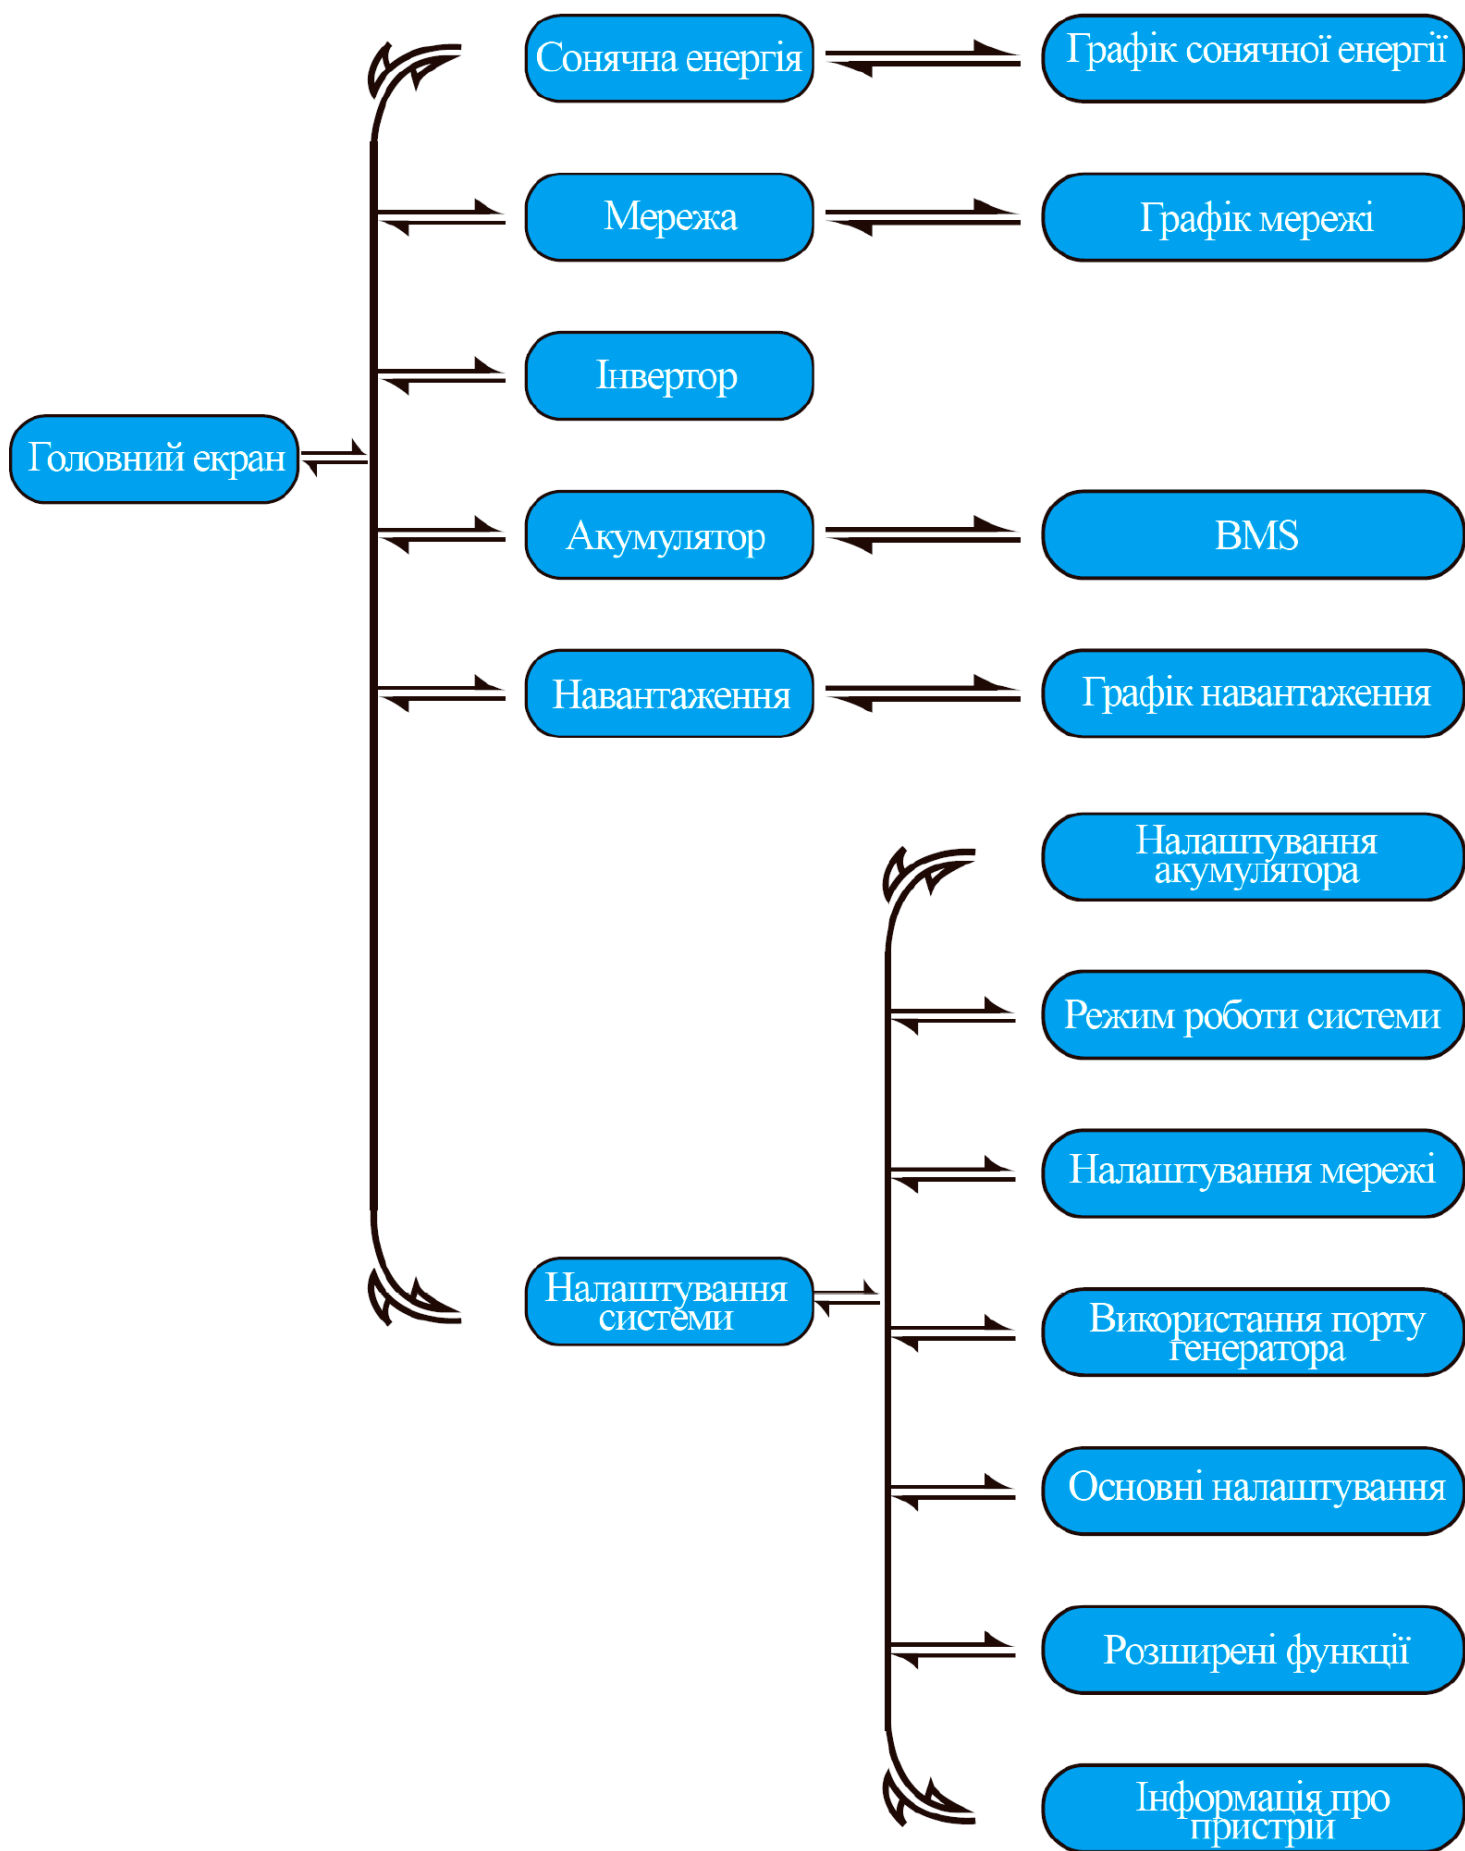 Сонячна енергія
Графік сонячної енергії
Мережа
Графік мережі
Інвертор
Головний екран
Акумулятор
BMS
Навантаження
Графік навантаження
Налаштування
акумулятора
Режим роботи системи
Налаштування мережі
Налаштування
системи
Використання порту
генератора
Основні налаштування
Розширені функції
Інформація про
пристрій